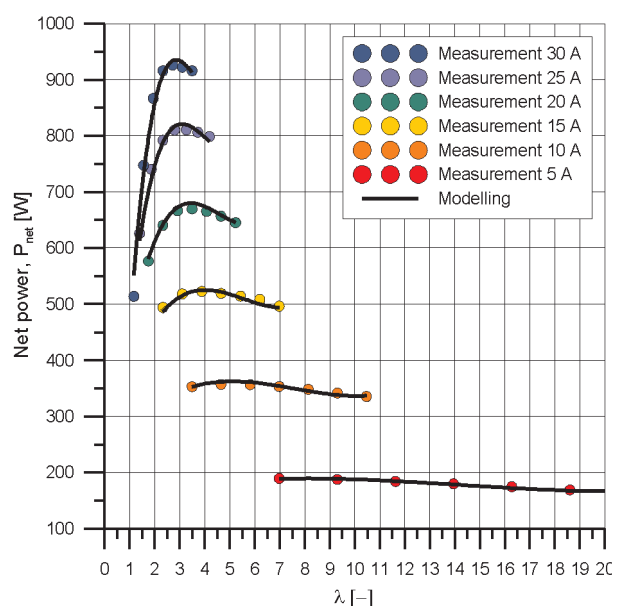 1000
900
800
700
600
500
400
300
200
100
Net power, Pnet [W]
Measurement 30 A
Measurement 25 A
Measurement 20 A
Measurement 15 A
Measurement 10 A
Measurement 5 A
Modelling
0 1 2 3 4 5 6 7 8 9 10 11 12 13 14 15 16 17 18 19 20
λ [–]